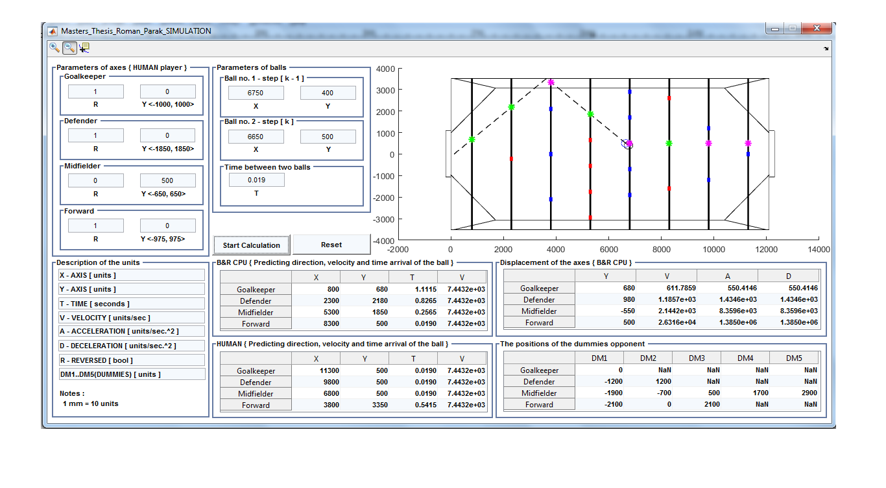 Masters_Thesis_Roman_Parak_SIMULATION
Parameters of axes { HUMAN player }
Goalkeeper
1 0
R Y <-1000, 1000>
Defender
1 0
R Y <-1850, 1850>
Midfielder
0 500
R Y <-650, 650>
Forward
1 0
R Y <-975, 975>
Parameters of balls
Ball no. 1 - step [ k - 1 ]
6750 400
X Y
Ball no. 2 - step [ k ]
6650 500
X Y
Time between two balls
0.019
T
Start Calculation Reset
4000
3000
2000
1000
0
-1000
-2000
-3000
-4000
-2000 0 2000 4000 6000 8000 10000 12000 14000
Description of the units
X - AXIS [ units ]
Y - AXIS [ units ]
T - TIME [ seconds ]
V - VELOCITY [ units/sec ]
A - ACCELERATION [ units/sec.^2 ]
D - DECELERATION [ units/sec.^2 ]
R - REVERSED [ bool ]
DM1..DM5(DUMMIES) [ units ]
Notes :
1 mm = 10 units
B&R CPU { Predicting direction, velocity and time arrival of the ball }
X Y T V
Goalkeeper 800 680 1.1115 7.4432e+03
Defender 2300 2180 0.8265 7.4432e+03
Midfielder 5300 1850 0.2565 7.4432e+03
Forward 8300 500 0.0190 7.4432e+03
Displacement of the axes { B&R CPU }
Y V A D
Goalkeeper 680 611.7859 550.4146 550.4146
Defender 980 1.1857e+03 1.4346e+03 1.4346e+03
Midfielder -550 2.1442e+03 8.3596e+03 8.3596e+03
Forward 500 2.6316e+04 1.3850e+06 1.3850e+06
HUMAN { Predicting direction, velocity and time arrival of the ball }
X Y T V
Goalkeeper 11300 500 0.0190 7.4432e+03
Defender 9800 500 0.0190 7.4432e+03
Midfielder 6800 500 0.0190 7.4432e+03
Forward 3800 3350 0.5415 7.4432e+03
The positions of the dummies opponent
DM1 DM2 DM3 DM4 DM5
Goalkeeper 0 NaN NaN NaN NaN
Defender -1200 1200 NaN NaN NaN
Midfielder -1900 -700 500 1700 2900
Forward -2100 0 2100 NaN NaN